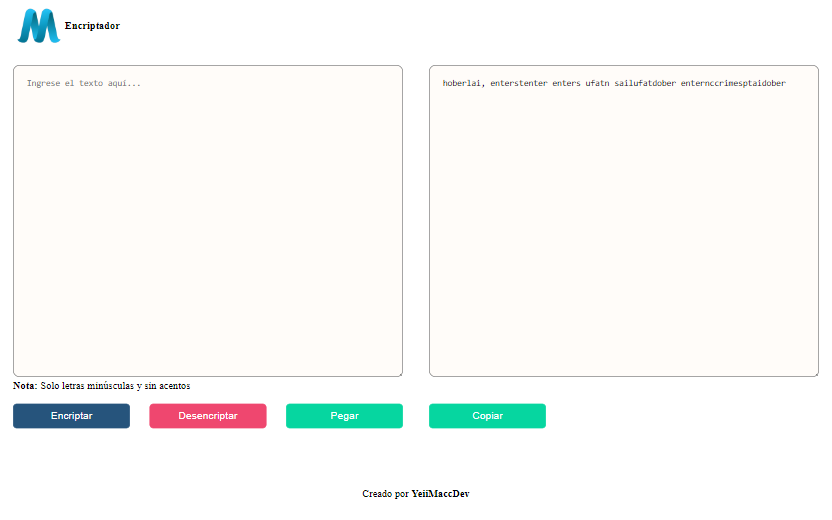 Encriptador
Ingrese el texto aquí...
hoberlai, enterstenter enters ufatn sailufatdober enternccrimesptaidober
Nota: Solo letras minúsculas y sin acentos
Encriptar
Desencriptar
Pegar
Copiar
Creado por YeiiMaccDev